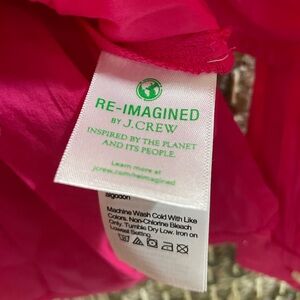 RE-IMAGINED
BY J.CREW
INSPIRED BY THE PLANET
AND ITS PEOPLE.
Learn more at
jcrew.com/reimagined
algodon
Machine Wash Cold With Like
Colors. Non-Chlorine Bleach
Only. Tumble Dry Low. Iron on
Lowest Setting.